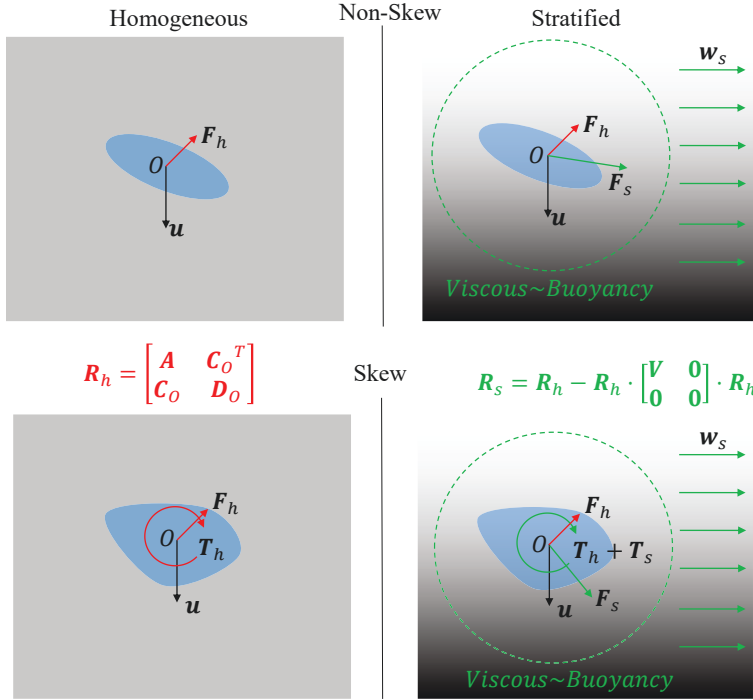 Homogeneous Non-Skew Stratified
w_s
F_h
O
u
F_h
O
F_s
u
Viscous~Buoyancy
R_h = [A C_O^T; C_O D_O]
Skew
R_s = R_h − R_h · [V 0; 0 0] · R_h
w_s
F_h
O
T_h
u
F_h
O
T_h + T_s
F_s
u
Viscous~Buoyancy